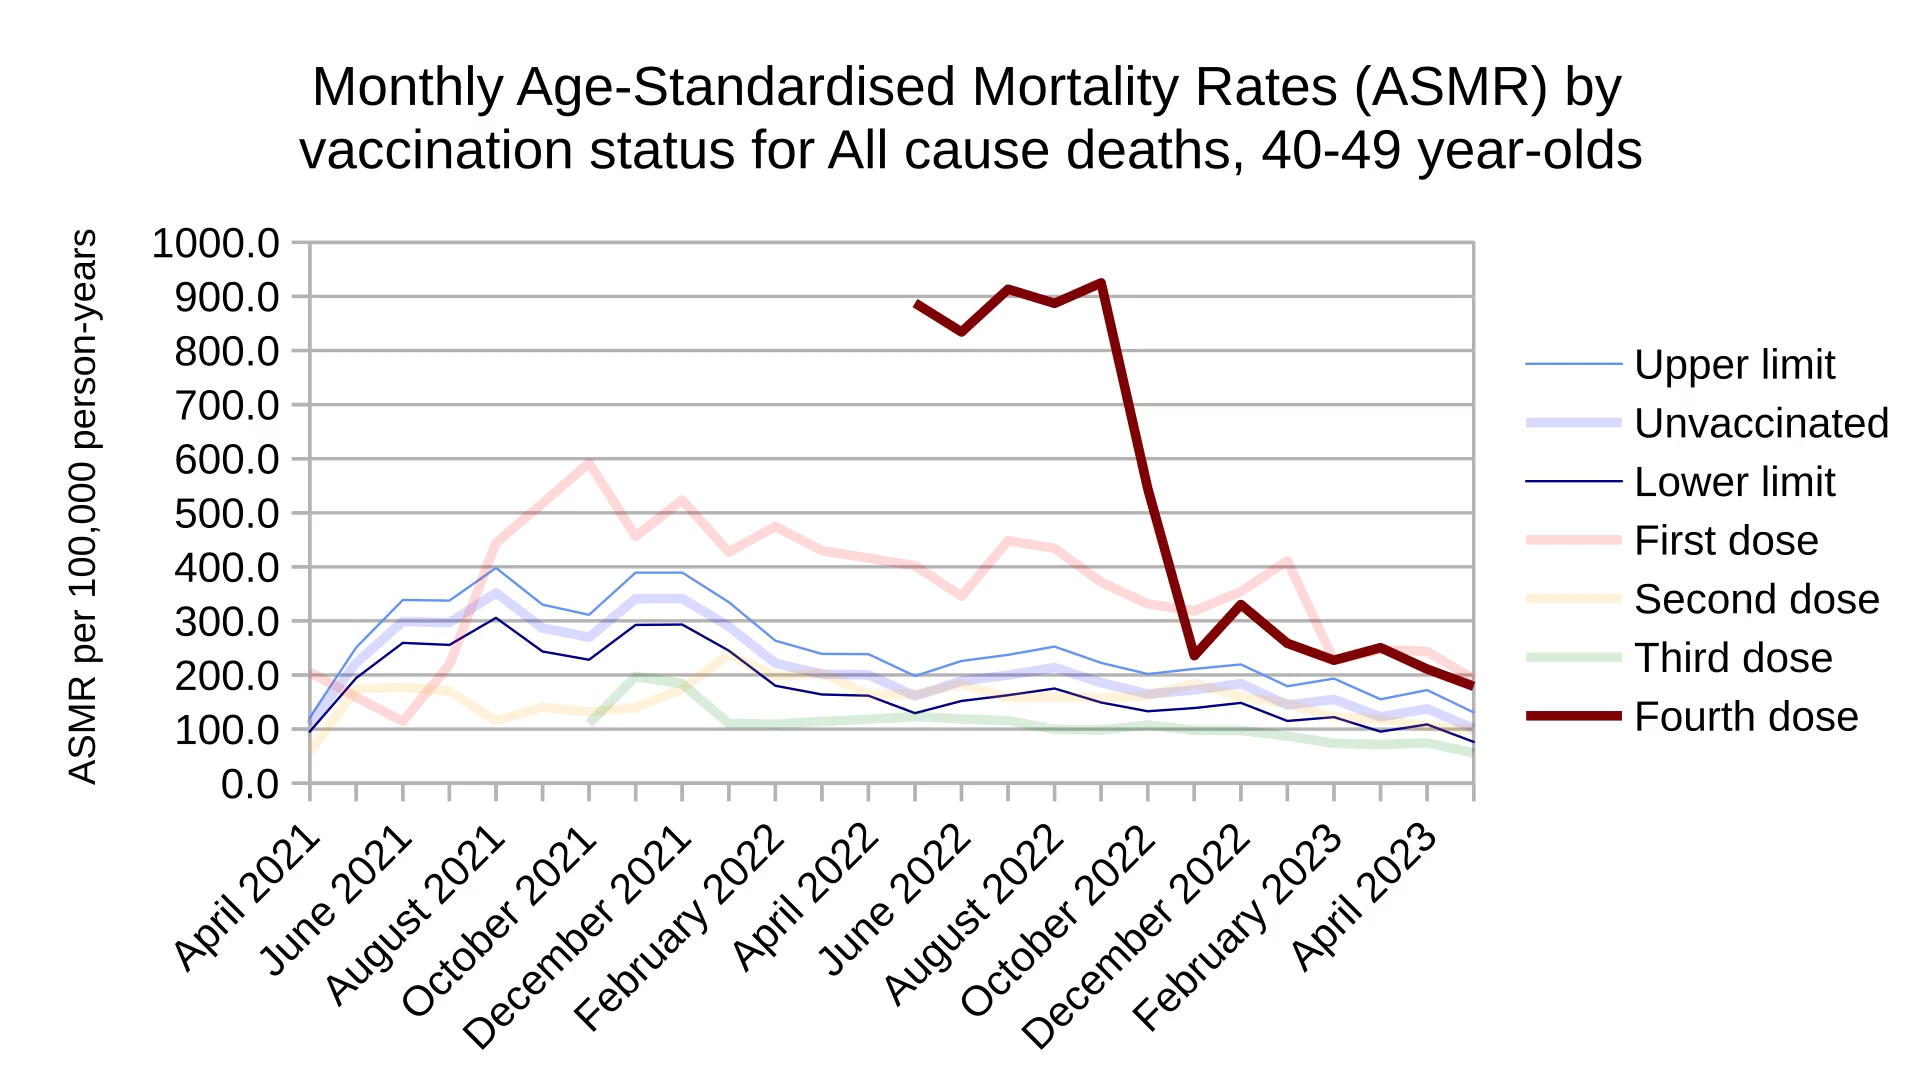 Monthly Age-Standardised Mortality Rates (ASMR) by
vaccination status for All cause deaths, 40-49 year-olds
ASMR per 100,000 person-years
1000.0
900.0
800.0
700.0
600.0
500.0
400.0
300.0
200.0
100.0
0.0
April 2021
June 2021
August 2021
October 2021
December 2021
February 2022
April 2022
June 2022
August 2022
October 2022
December 2022
February 2023
April 2023
Upper limit
Unvaccinated
Lower limit
First dose
Second dose
Third dose
Fourth dose